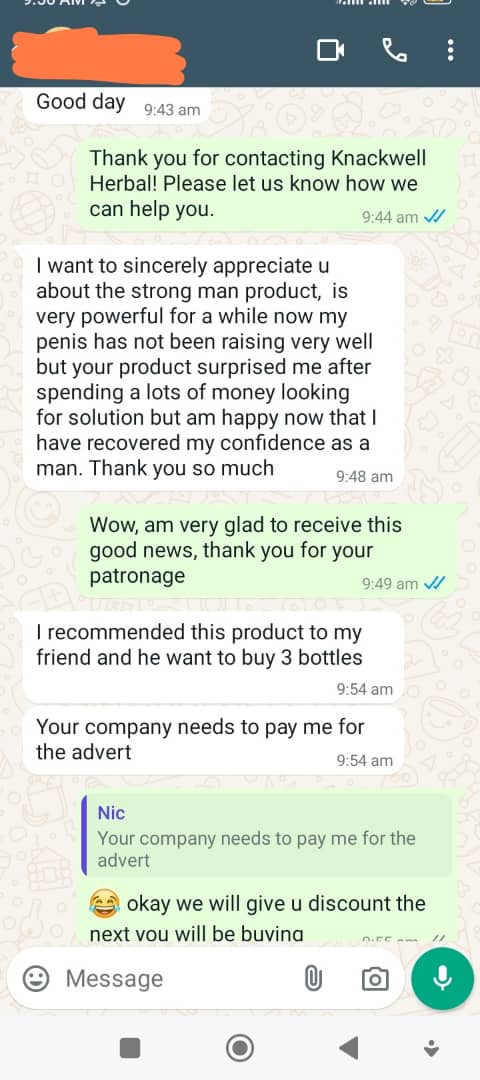 9:43 am
Good day
Thank you for contacting Knackwell
Herbal! Please let us know how we
can help you.
9:44 am
I want to sincerely appreciate u
about the strong man product,  is
very powerful for a while now my
penis has not been raising very well
but your product surprised me after
spending a lots of money looking
for solution but am happy now that I
have recovered my confidence as a
man. Thank you so much
9:48 am
Wow, am very glad to receive this
good news, thank you for your
patronage
9:49 am
I recommended this product to my
friend and he want to buy 3 bottles
9:54 am
Your company needs to pay me for
the advert
9:54 am
Nic
Your company needs to pay me for the
advert
😂 okay we will give u discount the
next you will be buying
Message